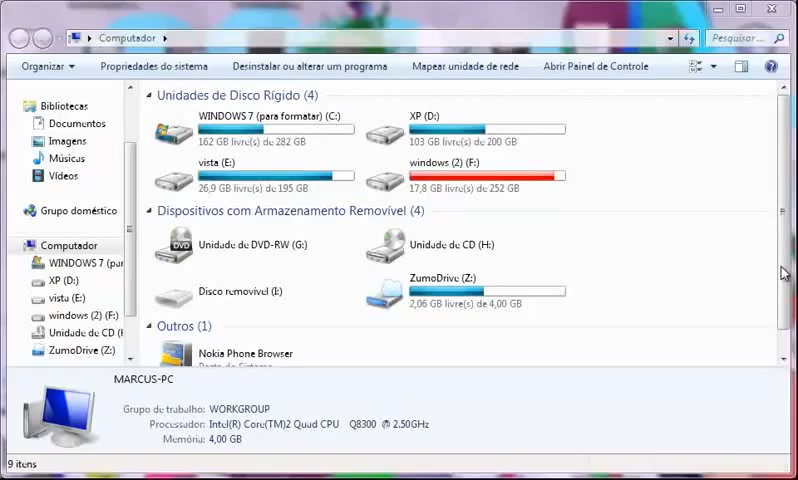 Computador
Pesquisar...
Organizar
Propriedades do sistema
Desinstalar ou alterar um programa
Mapear unidade de rede
Abrir Painel de Controle
Bibliotecas
Documentos
Imagens
Músicas
Vídeos
Grupo doméstico
Computador
WINDOWS 7 (par
XP (D:)
vista (E:)
windows (2) (F:)
Unidade de CD (H
ZumoDrive (Z:)
Unidades de Disco Rígido (4)
WINDOWS 7 (para formatar) (C:)
162 GB livre(s) de 282 GB
XP (D:)
103 GB livre(s) de 200 GB
vista (E:)
26,9 GB livre(s) de 195 GB
windows (2) (F:)
17,8 GB livre(s) de 252 GB
Dispositivos com Armazenamento Removível (4)
DVD
Unidade de DVD-RW (G:)
Unidade de CD (H:)
Disco removível (I:)
ZumoDrive (Z:)
2,06 GB livre(s) de 4,00 GB
Outros (1)
Nokia Phone Browser
Pasta do Sistema
MARCUS-PC
Grupo de trabalho: WORKGROUP
Processador: Intel(R) Core(TM)2 Quad CPU Q8300 @ 2.50GHz
Memória: 4,00 GB
9 itens